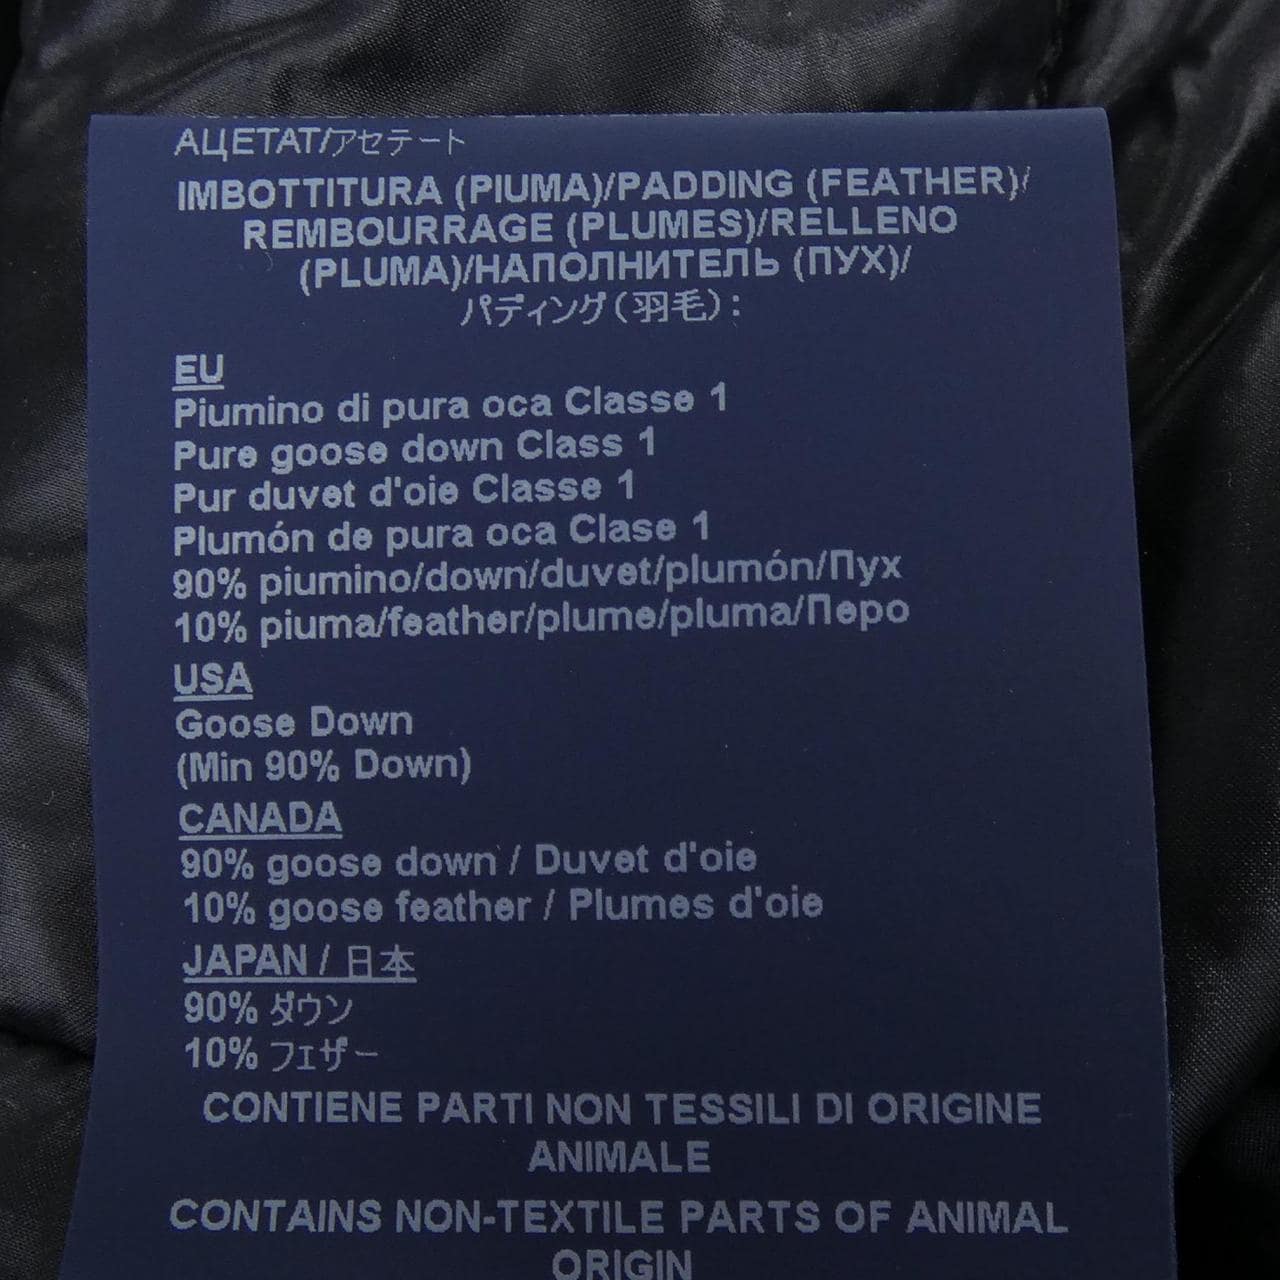 АЦЕТАТ/アセテート
IMBOTTITURA (PIUMA)/PADDING (FEATHER)/
REMBOURRAGE (PLUMES)/RELLENO
(PLUMA)/НАПОЛНИТЕЛЬ (ПУХ)/
パディング(羽毛):
EU
Piumino di pura oca Classe 1
Pure goose down Class 1
Pur duvet d'oie Classe 1
Plumón de pura oca Clase 1
90% piumino/down/duvet/plumón/Пух
10% piuma/feather/plume/pluma/Перо
USA
Goose Down
(Min 90% Down)
CANADA
90% goose down / Duvet d'oie
10% goose feather / Plumes d'oie
JAPAN / 日本
90% ダウン
10% フェザー
CONTIENE PARTI NON TESSILI DI ORIGINE
ANIMALE
CONTAINS NON-TEXTILE PARTS OF ANIMAL
ORIGIN